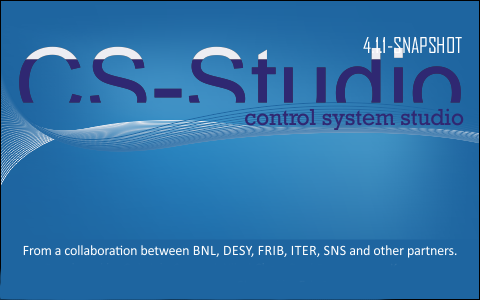 4.1.1-SNAPSHOT
CS-Studio
control system studio
From a collaboration between BNL, DESY, FRIB, ITER, SNS and other partners.